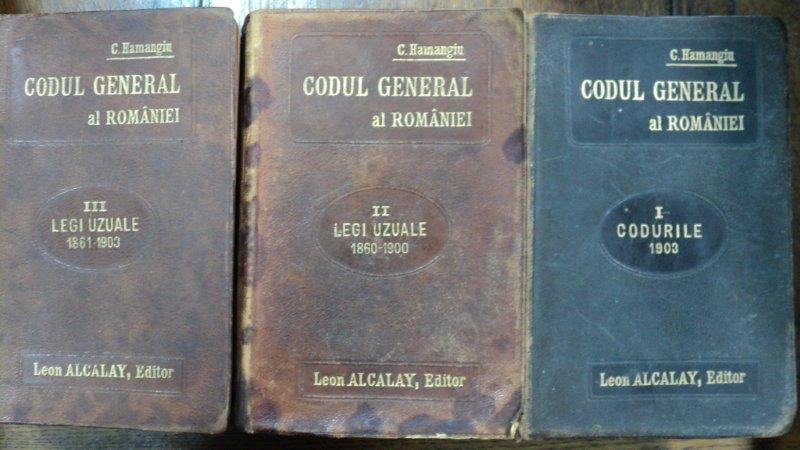 C. Hamangiu
CODUL GENERAL
al ROMÂNIEI
III
LEGI UZUALE
1861-1903
Leon ALCALAY, Editor
C. Hamangiu
CODUL GENERAL
al ROMÂNIEI
II
LEGI UZUALE
1860-1900
Leon ALCALAY, Editor
C. Hamangiu
CODUL GENERAL
al ROMÂNIEI
I
CODURILE
1903
Leon ALCALAY, Editor